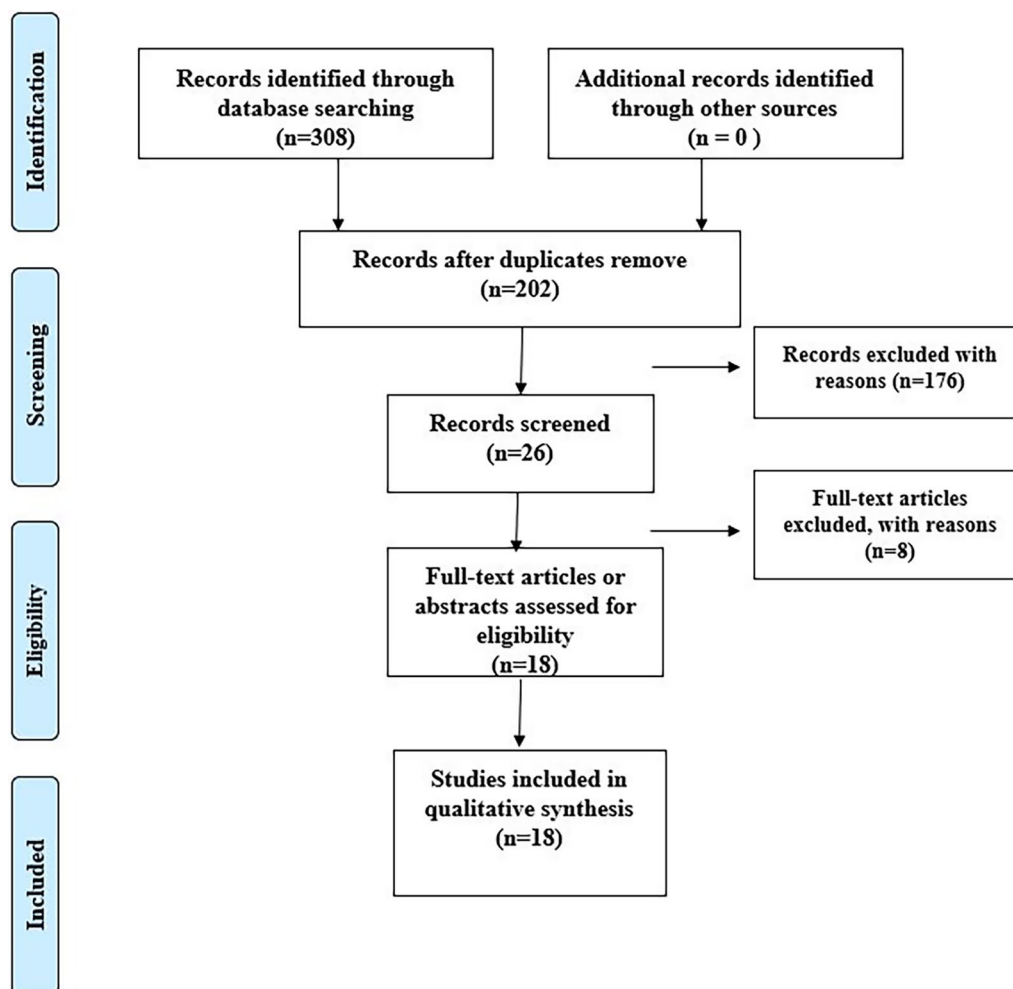 Identification
Records identified through
database searching
(n=308)
Additional records identified
through other sources
(n = 0 )
Records after duplicates remove
(n=202)
Screening
Records excluded with
reasons (n=176)
Records screened
(n=26)
Full-text articles
excluded, with reasons
(n=8)
Eligibility
Full-text articles or
abstracts assessed for
eligibility
(n=18)
Included
Studies included in
qualitative synthesis
(n=18)